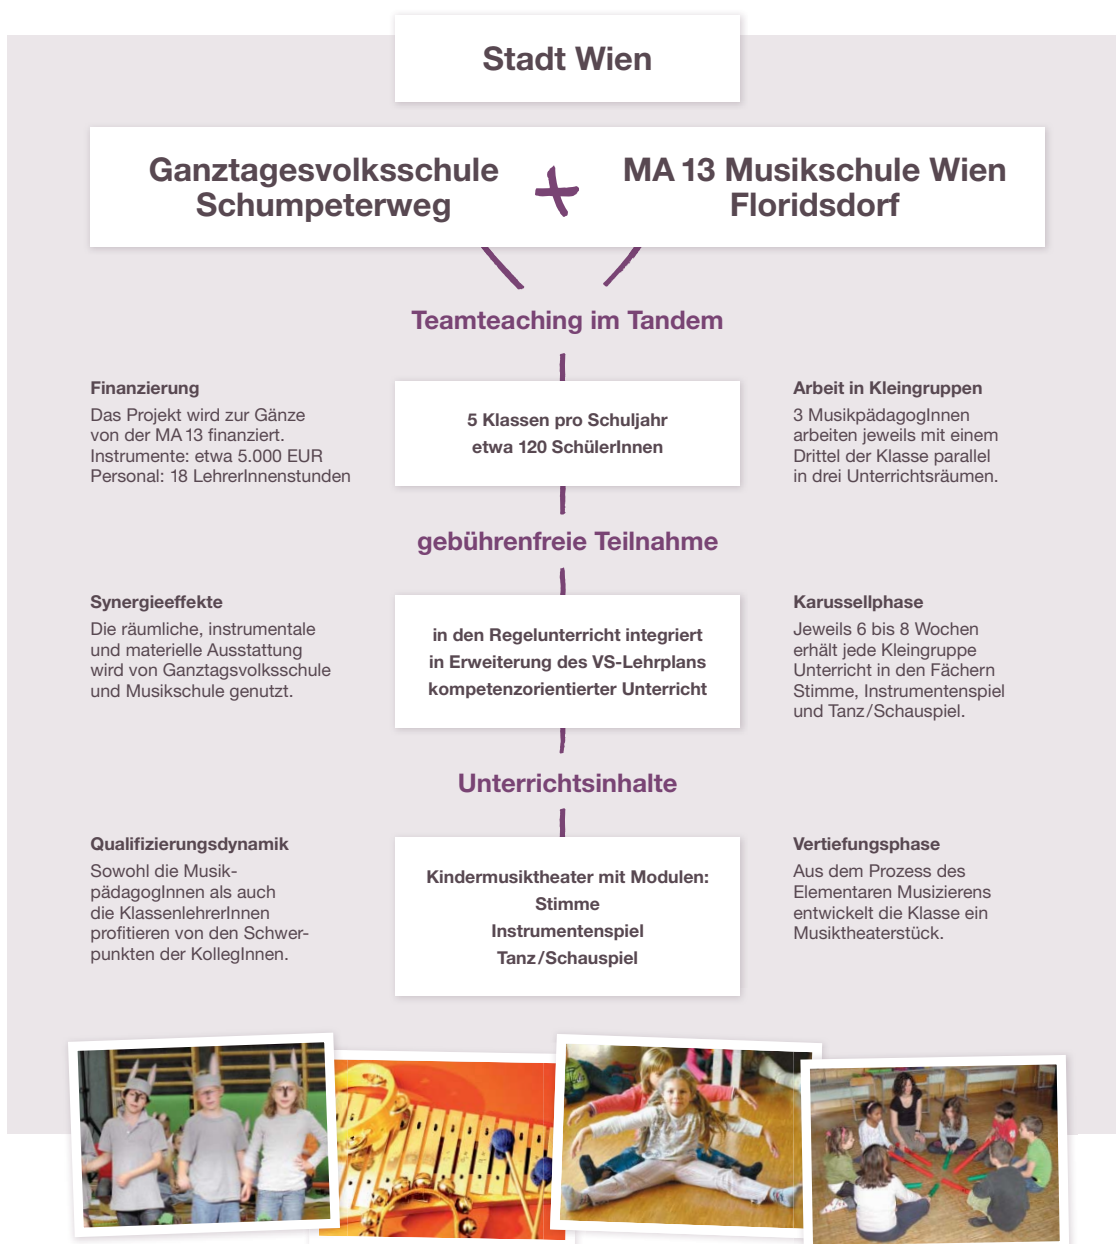 Stadt Wien
Ganztagesvolksschule
Schumpeterweg
MA 13 Musikschule Wien
Floridsdorf
Teamteaching im Tandem
Finanzierung
Das Projekt wird zur Gänze
von der MA 13 finanziert.
Instrumente: etwa 5.000 EUR
Personal: 18 LehrerInnenstunden
5 Klassen pro Schuljahr
etwa 120 SchülerInnen
Arbeit in Kleingruppen
3 MusikpädagogInnen
arbeiten jeweils mit einem
Drittel der Klasse parallel
in drei Unterrichtsräumen.
gebührenfreie Teilnahme
Synergieeffekte
Die räumliche, instrumentale
und materielle Ausstattung
wird von Ganztagsvolksschule
und Musikschule genutzt.
in den Regelunterricht integriert
in Erweiterung des VS-Lehrplans
kompetenzorientierter Unterricht
Karussellphase
Jeweils 6 bis 8 Wochen
erhält jede Kleingruppe
Unterricht in den Fächern
Stimme, Instrumentenspiel
und Tanz/Schauspiel.
Unterrichtsinhalte
Qualifizierungsdynamik
Sowohl die Musik-
pädagogInnen als auch
die KlassenlehrerInnen
profitieren von den Schwer-
punkten der KollegInnen.
Kindermusiktheater mit Modulen:
Stimme
Instrumentenspiel
Tanz/Schauspiel
Vertiefungsphase
Aus dem Prozess des
Elementaren Musizierens
entwickelt die Klasse ein
Musiktheaterstück.